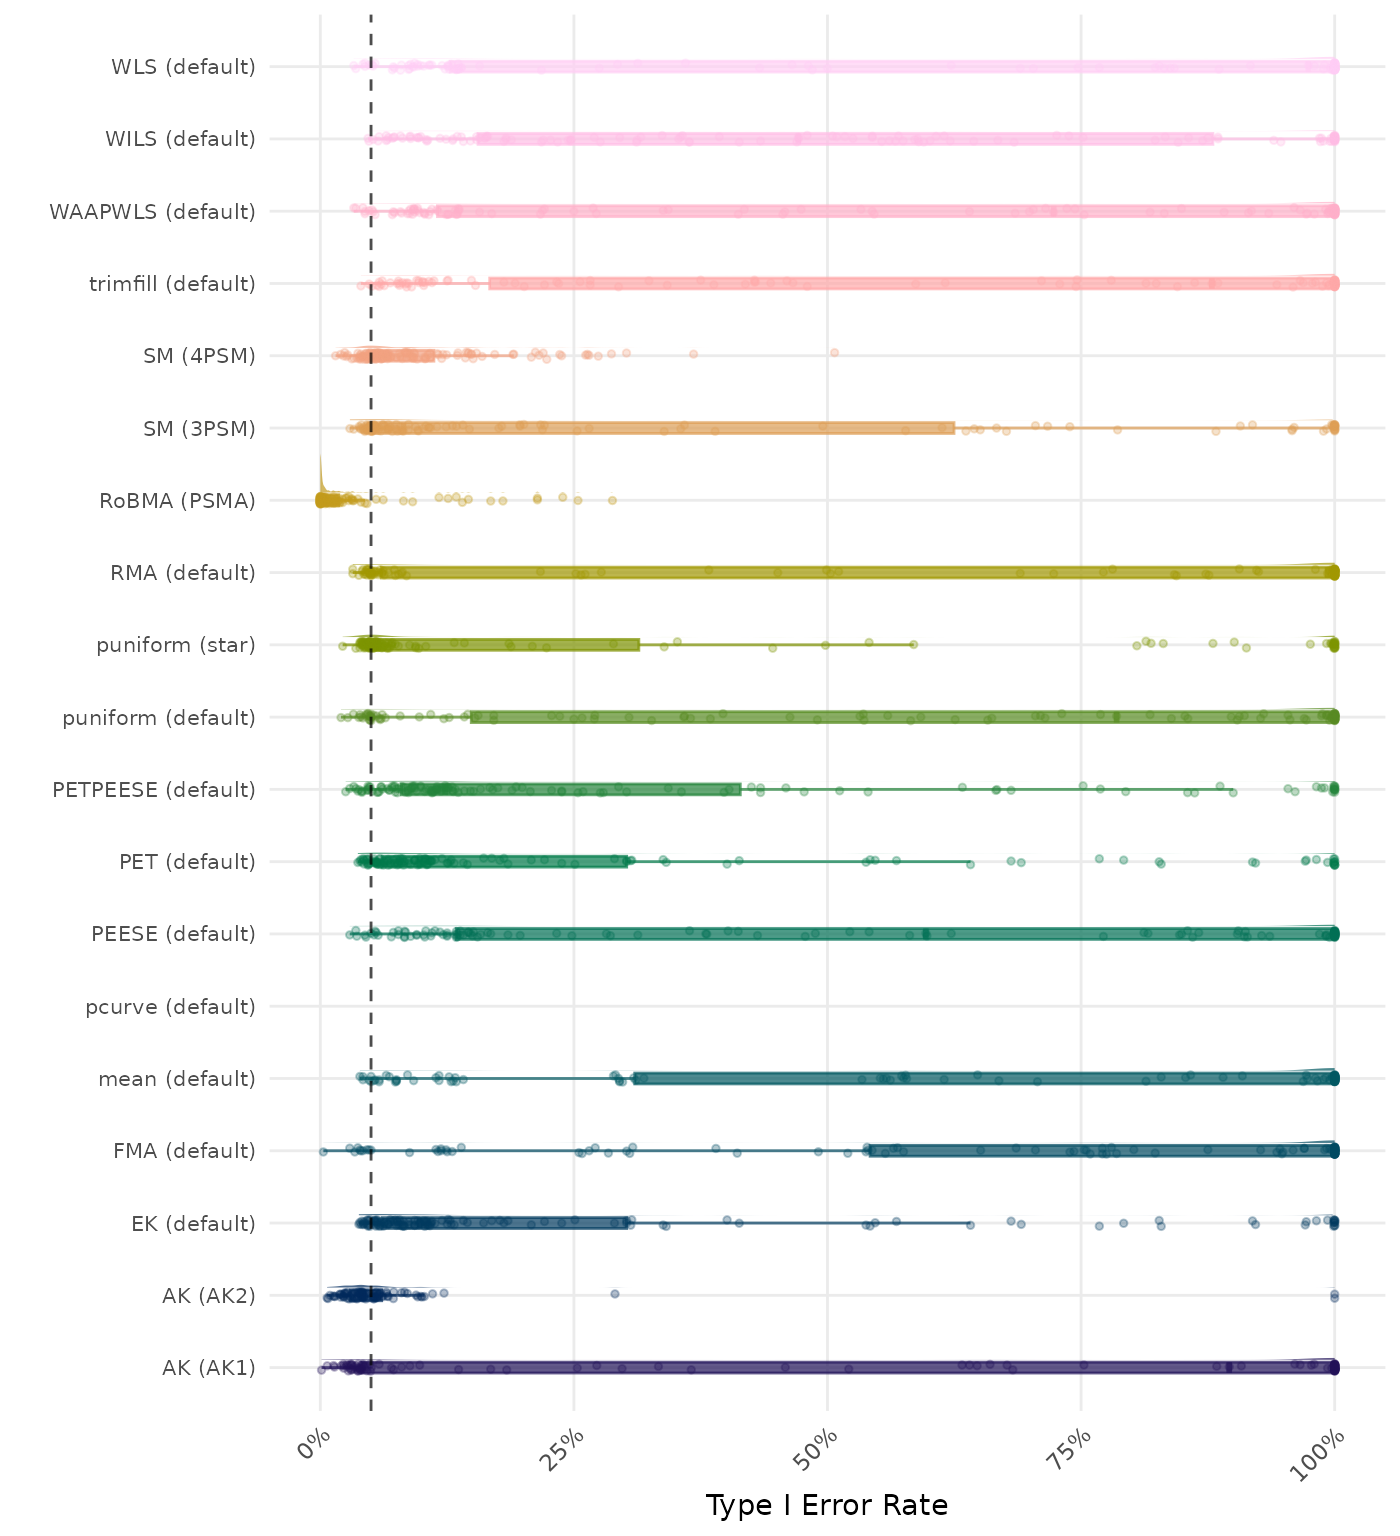 WLS (default)
WILS (default)
WAAPWLS (default)
trimfill (default)
SM (4PSM)
SM (3PSM)
RoBMA (PSMA)
RMA (default)
puniform (star)
puniform (default)
PETPEESE (default)
PET (default)
PEESE (default)
pcurve (default)
mean (default)
FMA (default)
EK (default)
AK (AK2)
AK (AK1)
0% 25% 50% 75% 100%
Type I Error Rate